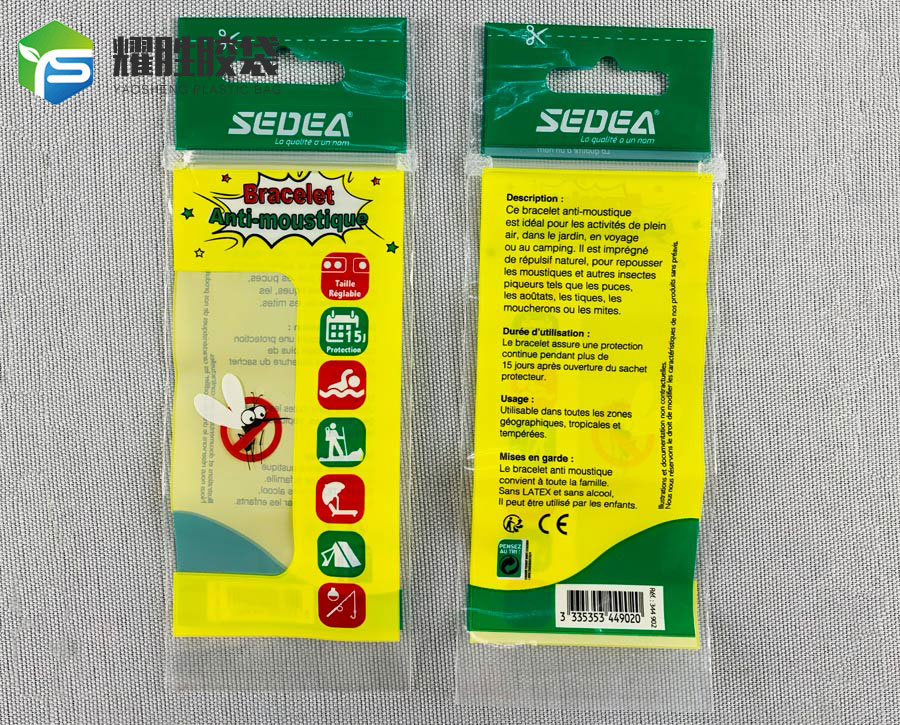 耀胜胶袋
YAOSHENG PLASTIC BAG
SEDEA®
La qualité a un nom
Bracelet
Anti-moustique
Taille
Réglable
15J
Protection
SEDEA®
La qualité a un nom
Description :
Ce bracelet anti-moustique
est idéal pour les activités de plein
air, dans le jardin, en voyage
ou au camping. Il est imprégné
de répulsif naturel, pour repousser
les moustiques et autres insectes
piqueurs tels que les puces,
les aoûtats, les tiques, les
moucherons ou les mites.
Durée d'utilisation :
Le bracelet assure une protection
continue pendant plus de
15 jours après ouverture du sachet
protecteur.
Usage :
Utilisable dans toutes les zones
géographiques, tropicales et
tempérées.
Mises en garde :
Le bracelet anti moustique
convient à toute la famille.
Sans LATEX et sans alcool,
Il peut être utilisé par les enfants.
Illustrations et documentation non contractuelles.
Nous nous réservons le droit de modifier les caractéristiques de nos produits sans préavis.
CE
PENSEZ
AU TRI !
3 335353 449020
Réf. : 344 902